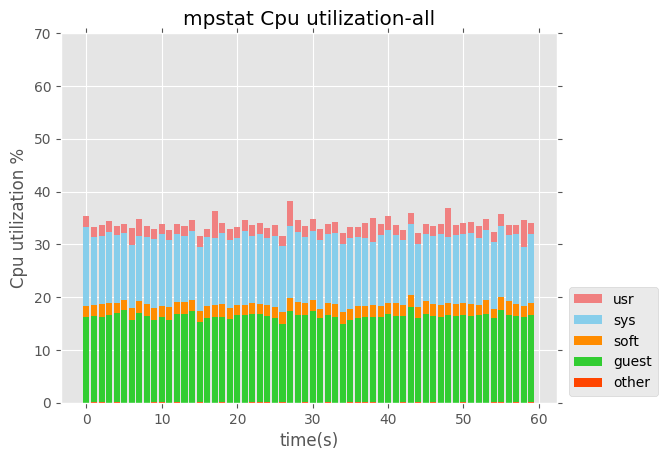 mpstat Cpu utilization-all
Cpu utilization %
70
60
50
40
30
20
10
0
0 10 20 30 40 50 60
time(s)
usr
sys
soft
guest
other